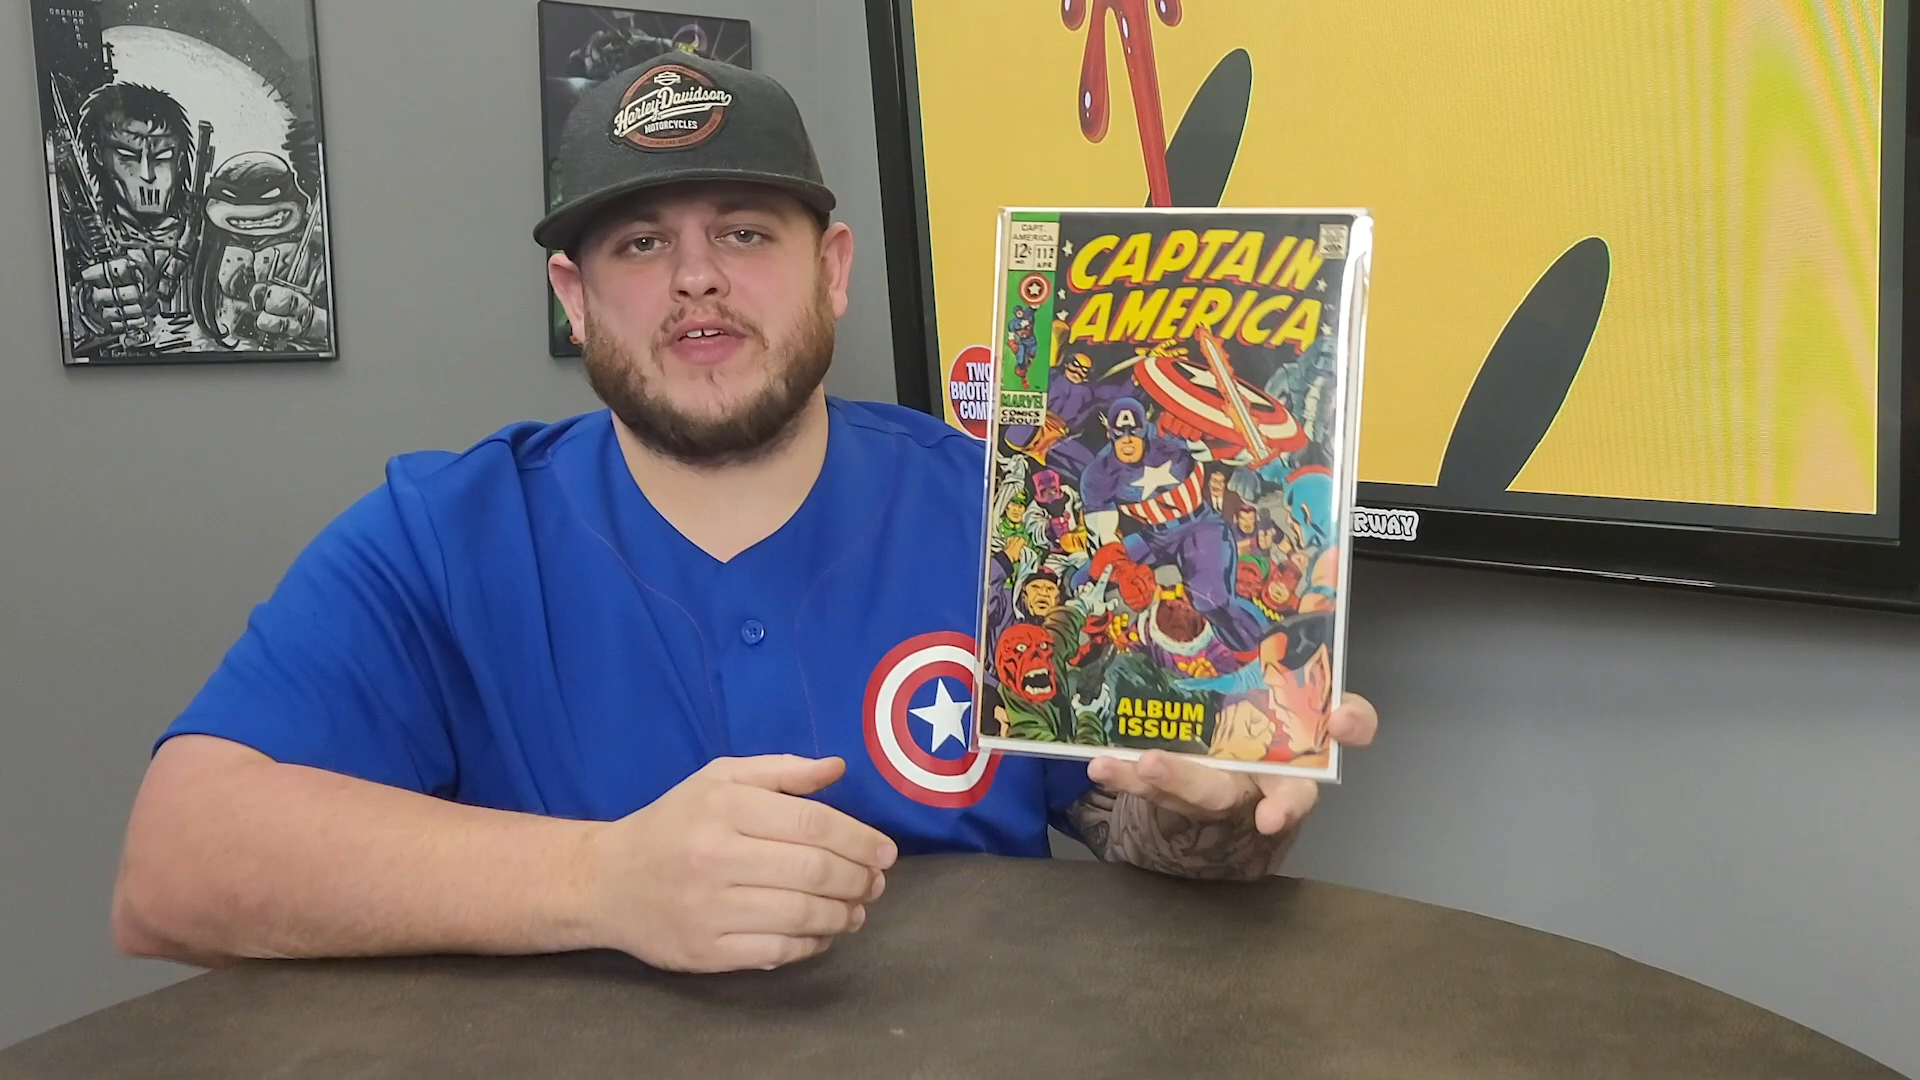 Harley-Davidson
MOTORCYCLES
TWO
BROTH
COMI
CAPT.
AMERICA
12¢ 112
APR
CAPTAIN
AMERICA
MARVEL
COMICS
GROUP
A
ALBUM
ISSUE!
RWAY